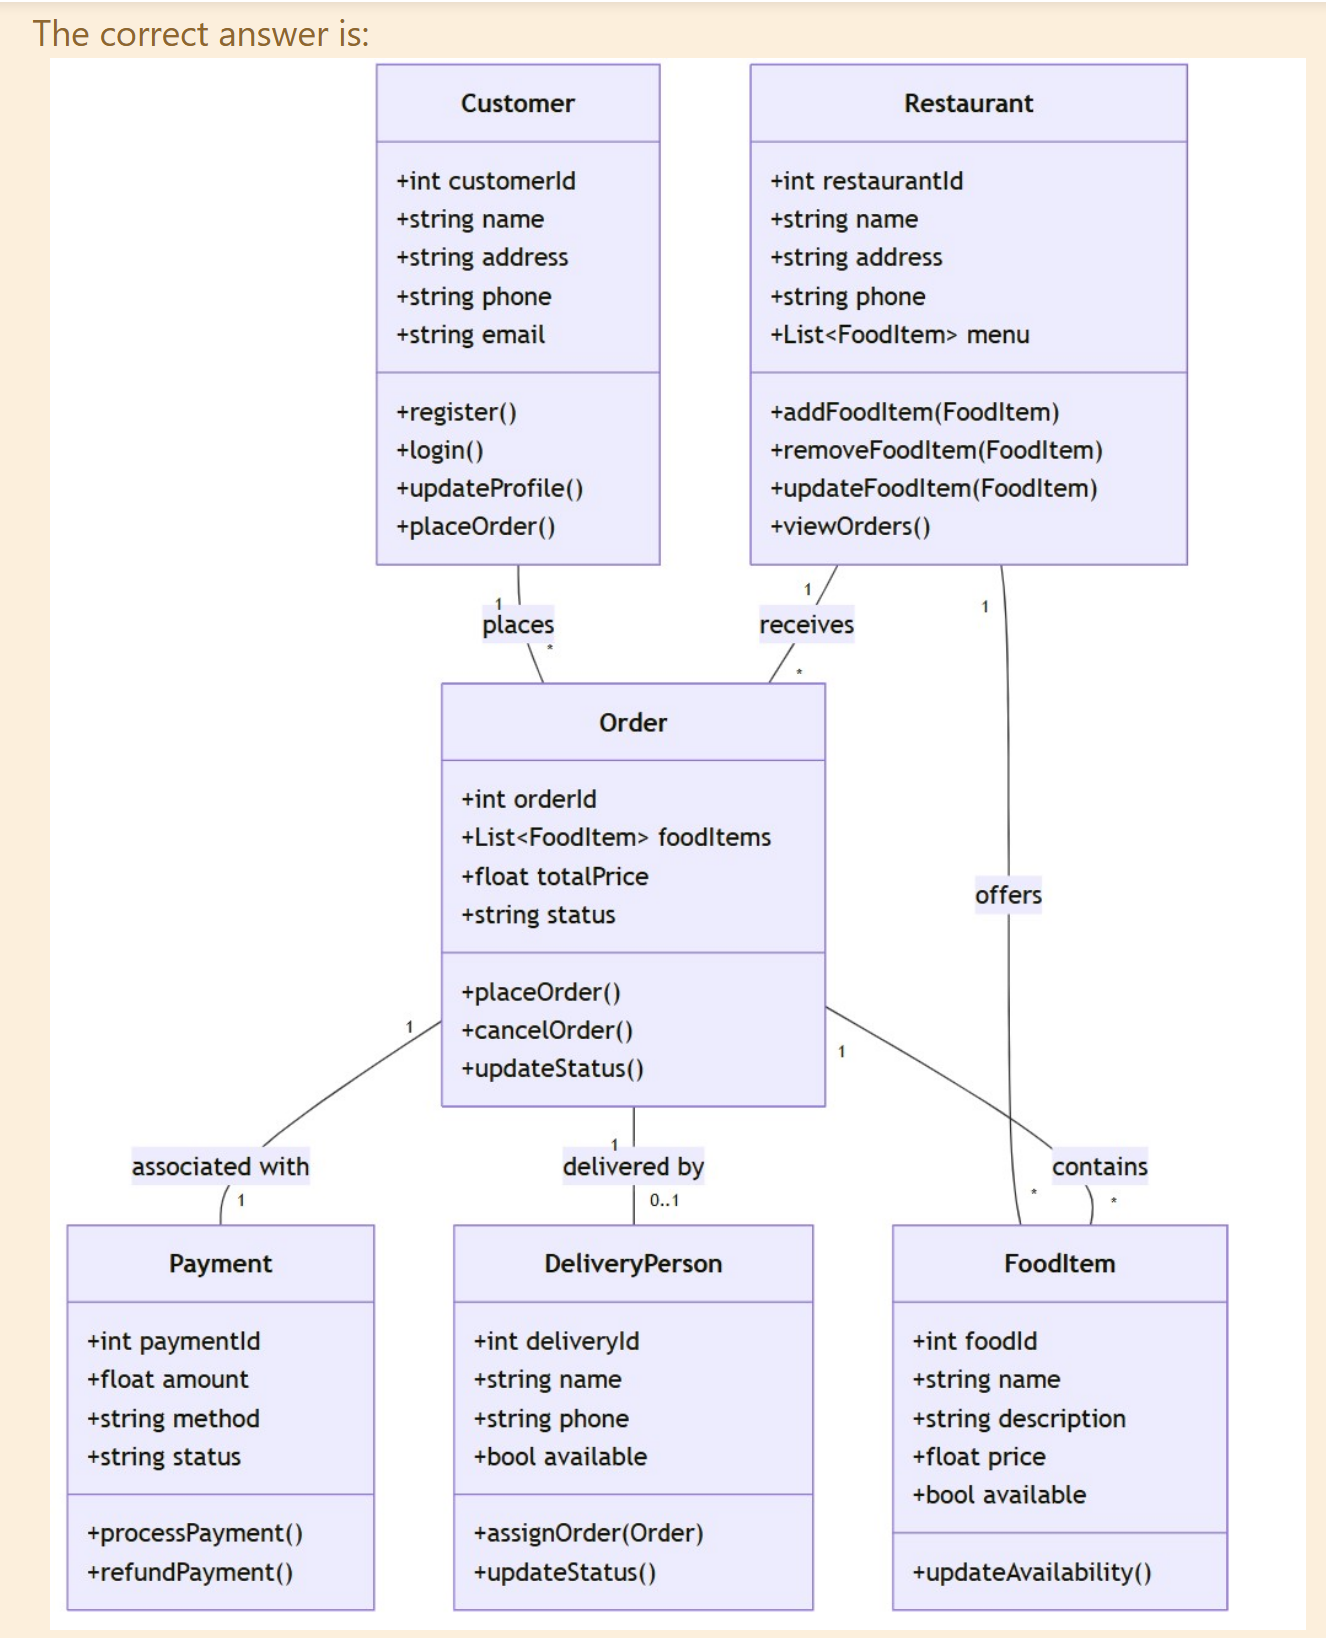 The correct answer is:
Customer
+int customerId
+string name
+string address
+string phone
+string email
+register()
+login()
+updateProfile()
+placeOrder()
Restaurant
+int restaurantId
+string name
+string address
+string phone
+List<FoodItem> menu
+addFoodItem(FoodItem)
+removeFoodItem(FoodItem)
+updateFoodItem(FoodItem)
+viewOrders()
1
places
*
1
receives
*
1
offers
*
Order
+int orderId
+List<FoodItem> foodItems
+float totalPrice
+string status
+placeOrder()
+cancelOrder()
+updateStatus()
1
associated with
1
1
delivered by
0..1
1
contains
*
Payment
+int paymentId
+float amount
+string method
+string status
+processPayment()
+refundPayment()
DeliveryPerson
+int deliveryId
+string name
+string phone
+bool available
+assignOrder(Order)
+updateStatus()
FoodItem
+int foodId
+string name
+string description
+float price
+bool available
+updateAvailability()